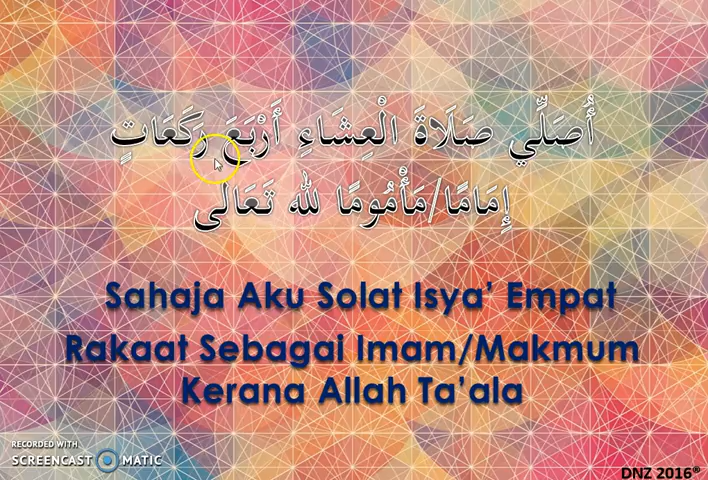 أُصَلِّي صَلَاةَ الْعِشَاءِ أَرْبَعَ رَكَعَاتٍ
إِمَامًا/مَأْمُومًا لله تَعَالَى
Sahaja Aku Solat Isya’ Empat
Rakaat Sebagai Imam/Makmum
Kerana Allah Ta’ala
RECORDED WITH
SCREENCAST MATIC
DNZ 2016®